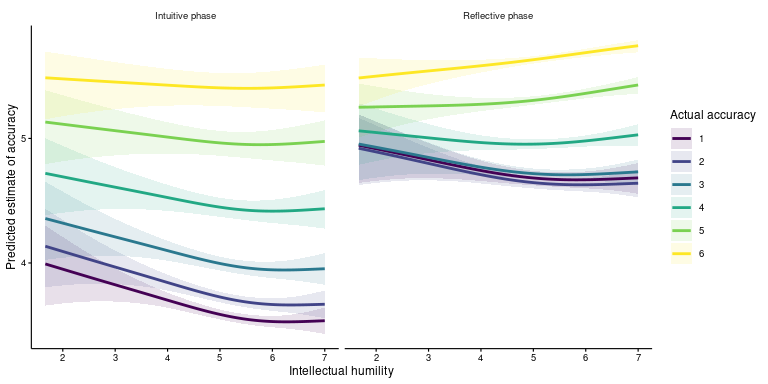 Intuitive phase
Reflective phase
Predicted estimate of accuracy
5
4
2 3 4 5 6 7
2 3 4 5 6 7
Intellectual humility
Actual accuracy
1
2
3
4
5
6